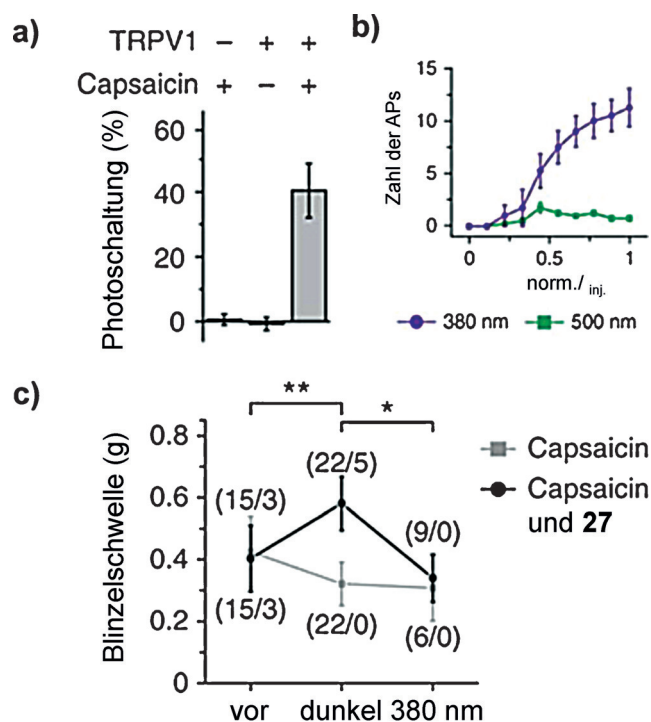 a)
TRPV1 – + +
Capsaicin + – +
Photoschaltung (%)
60
40
20
0
b)
Zahl der APs
15
10
5
0
0 0.5 1
norm./ inj.
380 nm 500 nm
c)
** *
Blinzelschwelle (g)
0.8
0.6
0.4
0.2
0
(22/5)
(15/3)
(9/0)
(15/3)
(22/0)
(6/0)
vor dunkel 380 nm
Capsaicin
Capsaicin
und 27